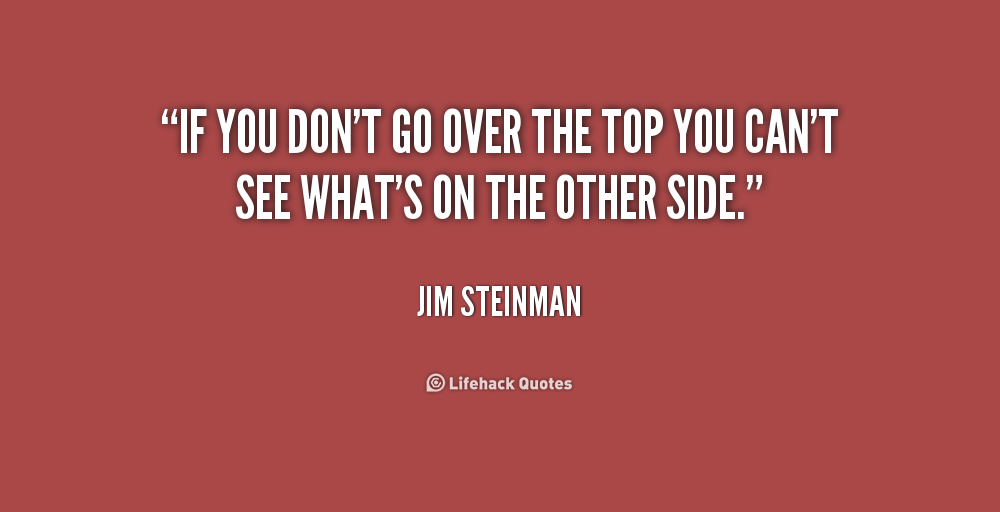 “IF YOU DON’T GO OVER THE TOP YOU CAN’T
SEE WHAT’S ON THE OTHER SIDE.”
JIM STEINMAN
Lifehack Quotes